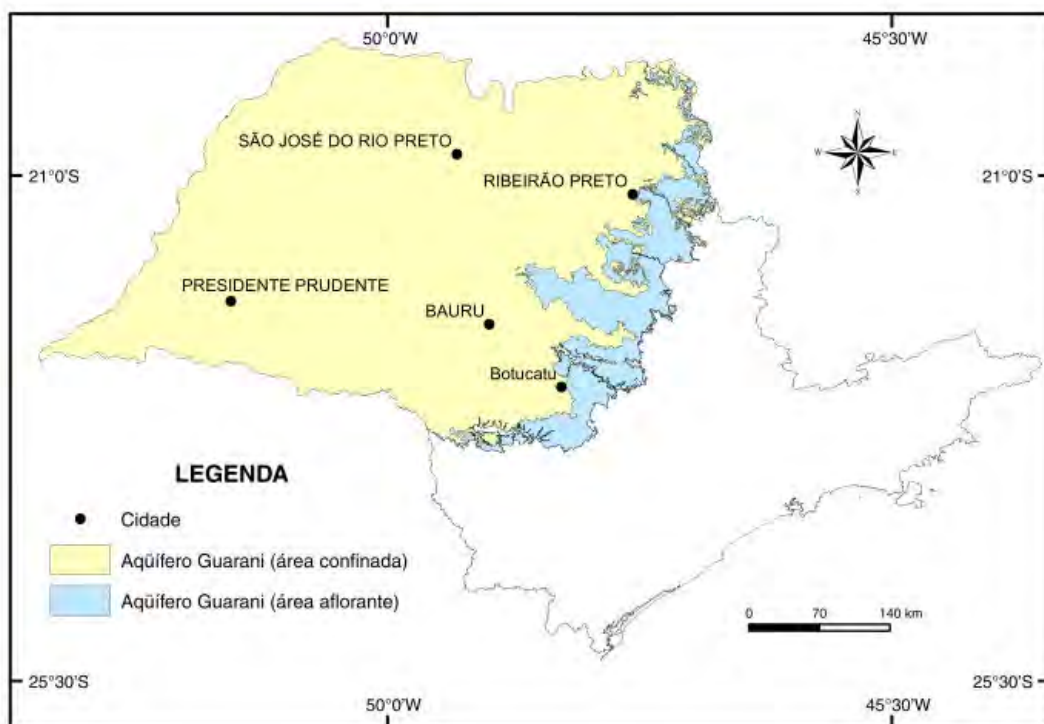 50°0'W
45°30'W
N
W
E
S
SÃO JOSÉ DO RIO PRETO
21°0'S
21°0'S
RIBEIRÃO PRETO
PRESIDENTE PRUDENTE
BAURU
Botucatu
LEGENDA
Cidade
Aqüífero Guarani (área confinada)
Aqüífero Guarani (área aflorante)
0 70 140 km
25°30'S
25°30'S
50°0'W
45°30'W